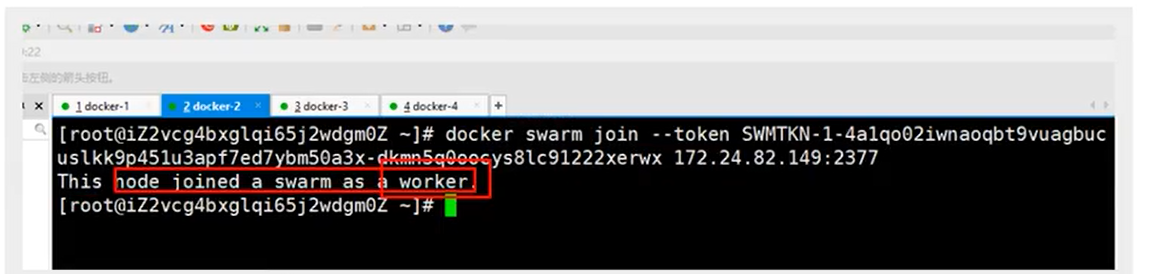 :22
左侧的箭头按钮。
1 docker-1
2 docker-2
3 docker-3
4 docker-4
[root@iZ2vcg4bxglqi65j2wdgm0Z ~]# docker swarm join --token SWMTKN-1-4a1qo02iwnaoqbt9vuagbuc
uslkk9p451u3apf7ed7ybm50a3x-dkmn5q0oocys8lc91222xerwx 172.24.82.149:2377
This node joined a swarm as a worker.
[root@iZ2vcg4bxglqi65j2wdgm0Z ~]#